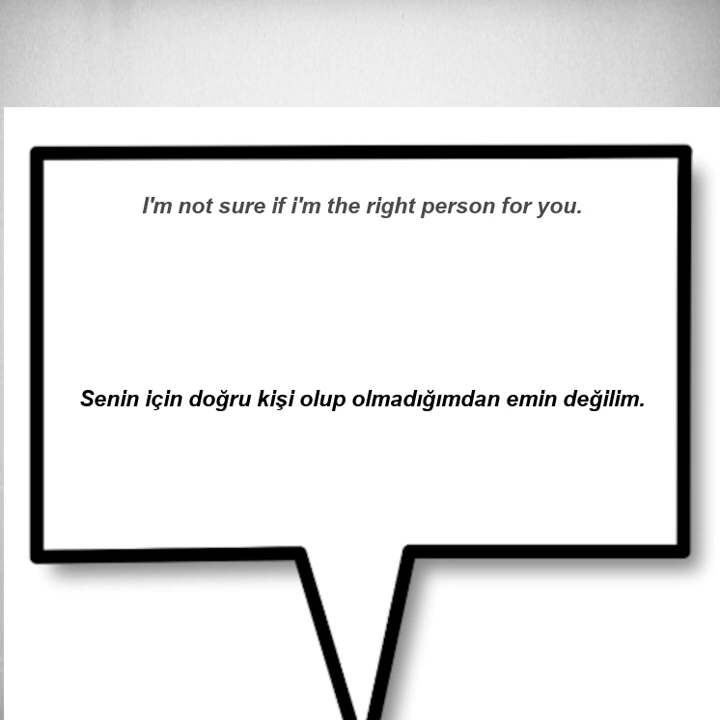 I'm not sure if i'm the right person for you.
Senin için doğru kişi olup olmadığımdan emin değilim.